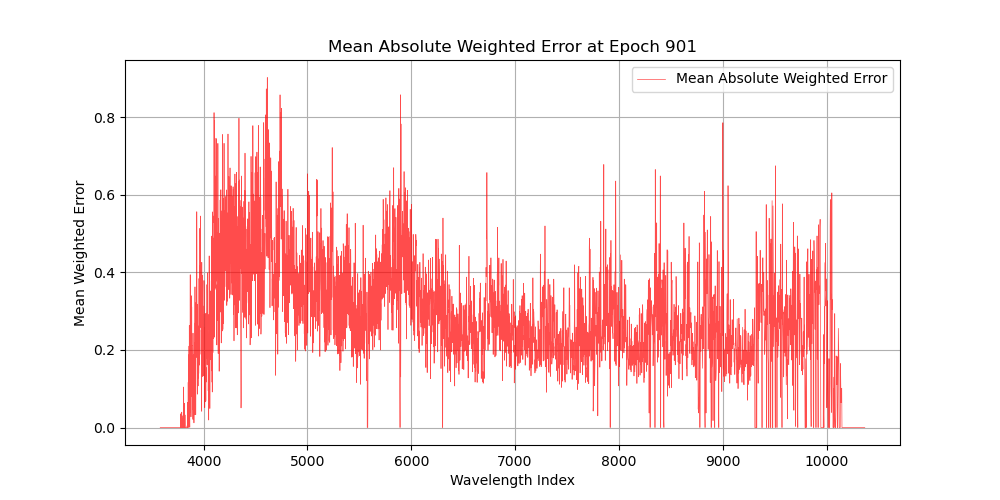 Mean Absolute Weighted Error at Epoch 901
Mean Absolute Weighted Error
Mean Weighted Error
0.8
0.6
0.4
0.2
0.0
4000 5000 6000 7000 8000 9000 10000
Wavelength Index